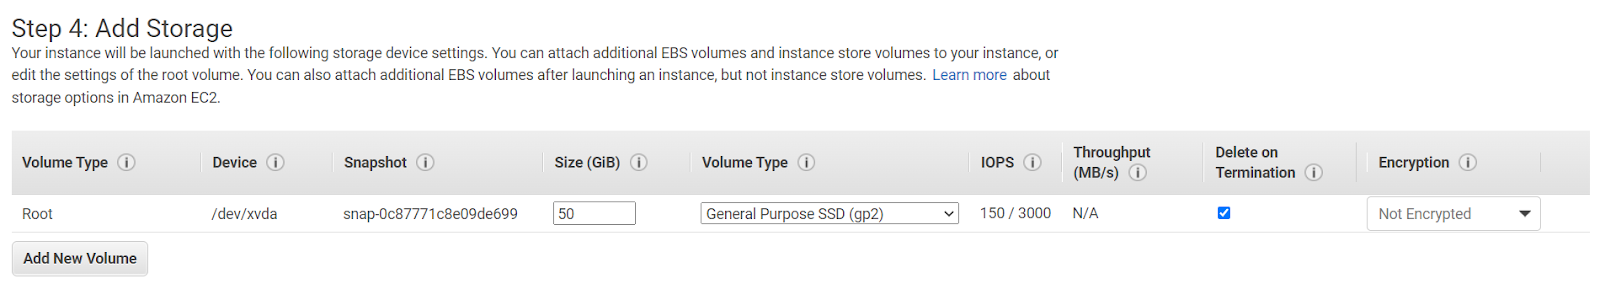 Step 4: Add Storage
Your instance will be launched with the following storage device settings. You can attach additional EBS volumes and instance store volumes to your instance, or
edit the settings of the root volume. You can also attach additional EBS volumes after launching an instance, but not instance store volumes. Learn more about
storage options in Amazon EC2.
Volume Type Device Snapshot Size (GiB) Volume Type IOPS Throughput (MB/s) Delete on Termination Encryption
Root /dev/xvda snap-0c87771c8e09de699 50 General Purpose SSD (gp2) 150 / 3000 N/A Not Encrypted
Add New Volume